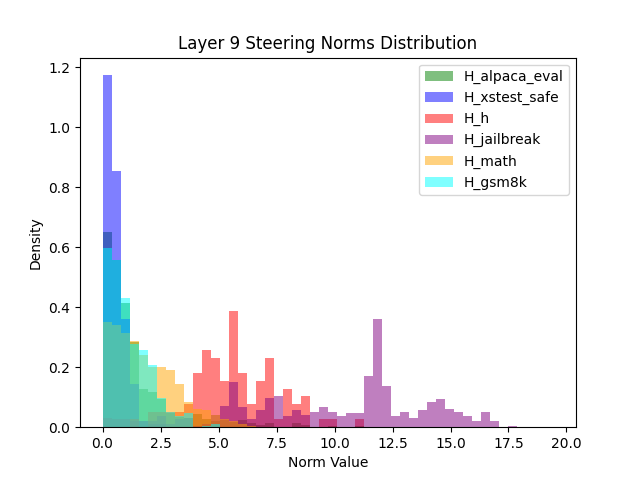 Layer 9 Steering Norms Distribution
H_alpaca_eval
H_xstest_safe
H_h
H_jailbreak
H_math
H_gsm8k
1.2
1.0
0.8
0.6
0.4
0.2
0.0
Density
0.0 2.5 5.0 7.5 10.0 12.5 15.0 17.5 20.0
Norm Value